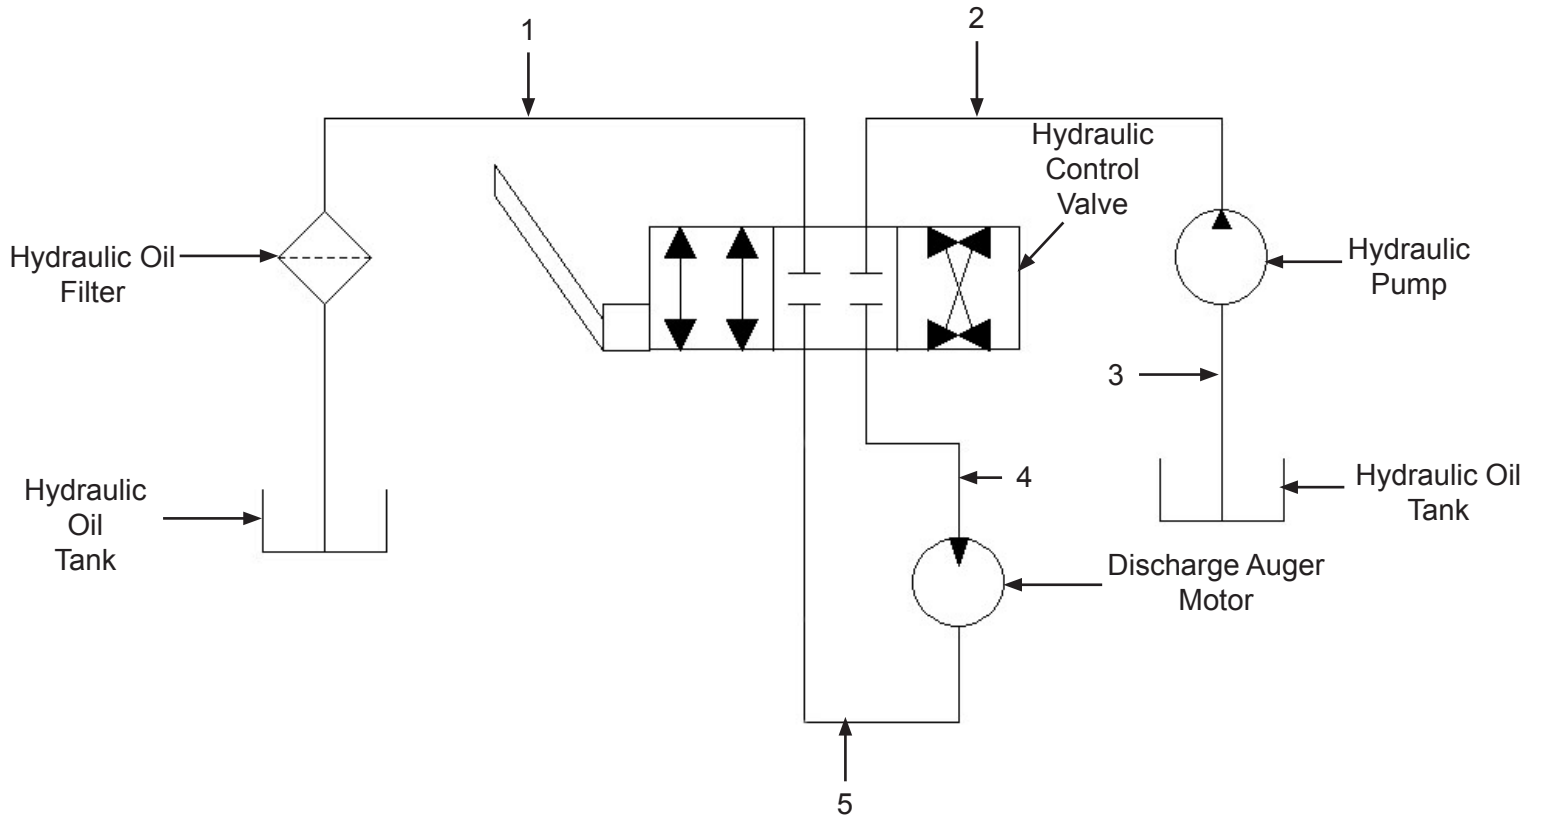 1
2
Hydraulic
Control
Valve
Hydraulic Oil
Filter
Hydraulic
Pump
3
Hydraulic
Oil
Tank
4
Hydraulic Oil
Tank
Discharge Auger
Motor
5